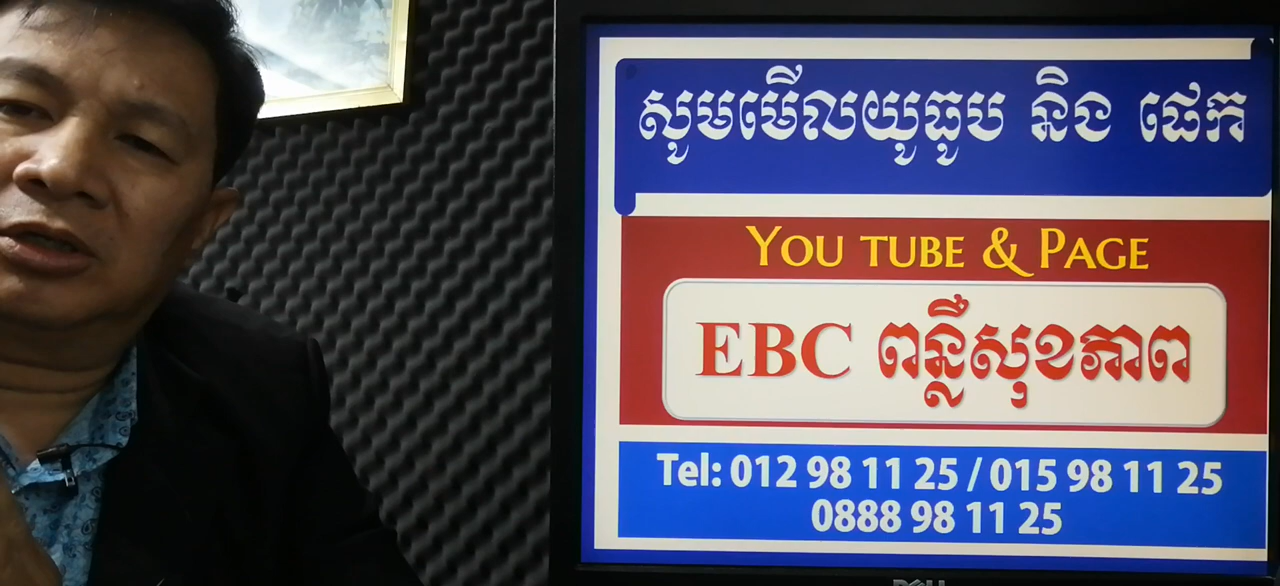 សូមមើលយូធូប និង ផេក
YOU TUBE & PAGE
EBC ពន្លឺសុខភាព
Tel: 012 98 11 25 / 015 98 11 25
0888 98 11 25